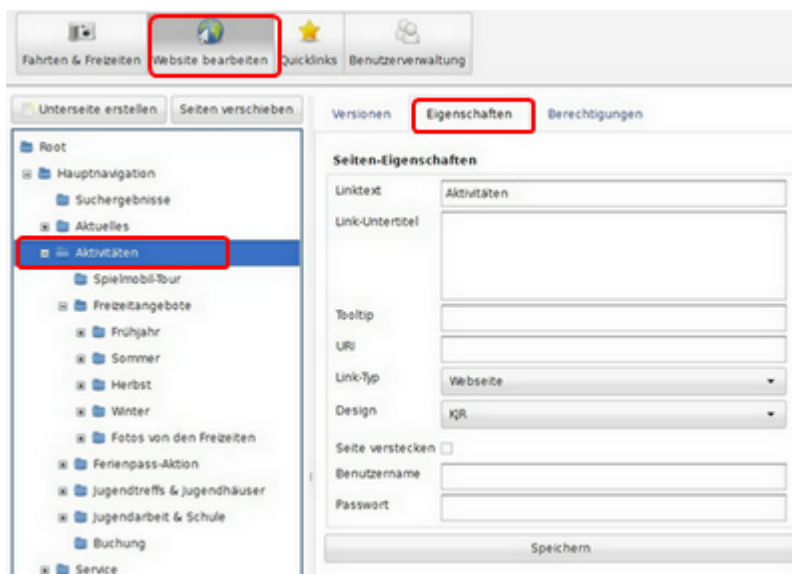 Fahrten & Freizeiten
Website bearbeiten
Quicklinks
Benutzerverwaltung
Unterseite erstellen
Seiten verschieben
Root
Hauptnavigation
Suchergebnisse
Aktuelles
Aktivitäten
Spielmobil-Tour
Freizeitangebote
Frühjahr
Sommer
Herbst
Winter
Fotos von den Freizeiten
Ferienpass-Aktion
Jugendtreffs & Jugendhäuser
Jugendarbeit & Schule
Buchung
Service
Versionen
Eigenschaften
Berechtigungen
Seiten-Eigenschaften
Linktext
Aktivitäten
Link-Untertitel
Tooltip
URI
Link-Typ
Webseite
Design
KJR
Seite verstecken
Benutzername
Passwort
Speichern